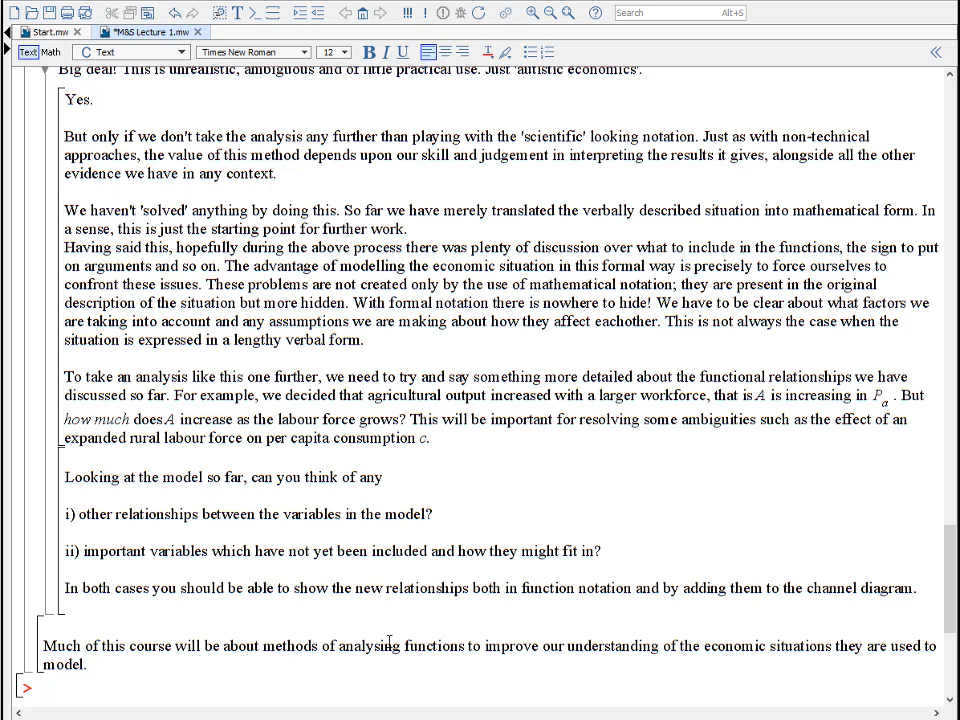 Search Alt+S
Start.mw *M&S Lecture 1.mw
Text Math C Text Times New Roman 12 B I U
Big deal! This is unrealistic, ambiguous and of little practical use. Just 'autistic economics'.
Yes.
But only if we don't take the analysis any further than playing with the 'scientific' looking notation. Just as with non-technical
approaches, the value of this method depends upon our skill and judgement in interpreting the results it gives, alongside all the other
evidence we have in any context.
We haven't 'solved' anything by doing this. So far we have merely translated the verbally described situation into mathematical form. In
a sense, this is just the starting point for further work.
Having said this, hopefully during the above process there was plenty of discussion over what to include in the functions, the sign to put
on arguments and so on. The advantage of modelling the economic situation in this formal way is precisely to force ourselves to
confront these issues. These problems are not created only by the use of mathematical notation; they are present in the original
description of the situation but more hidden. With formal notation there is nowhere to hide! We have to be clear about what factors we
are taking into account and any assumptions we are making about how they affect eachother. This is not always the case when the
situation is expressed in a lengthy verbal form.
To take an analysis like this one further, we need to try and say something more detailed about the functional relationships we have
discussed so far. For example, we decided that agricultural output increased with a larger workforce, that is A is increasing in P_a . But
how much does A increase as the labour force grows? This will be important for resolving some ambiguities such as the effect of an
expanded rural labour force on per capita consumption c.
Looking at the model so far, can you think of any
i) other relationships between the variables in the model?
ii) important variables which have not yet been included and how they might fit in?
In both cases you should be able to show the new relationships both in function notation and by adding them to the channel diagram.
Much of this course will be about methods of analysing functions to improve our understanding of the economic situations they are used to
model.
>